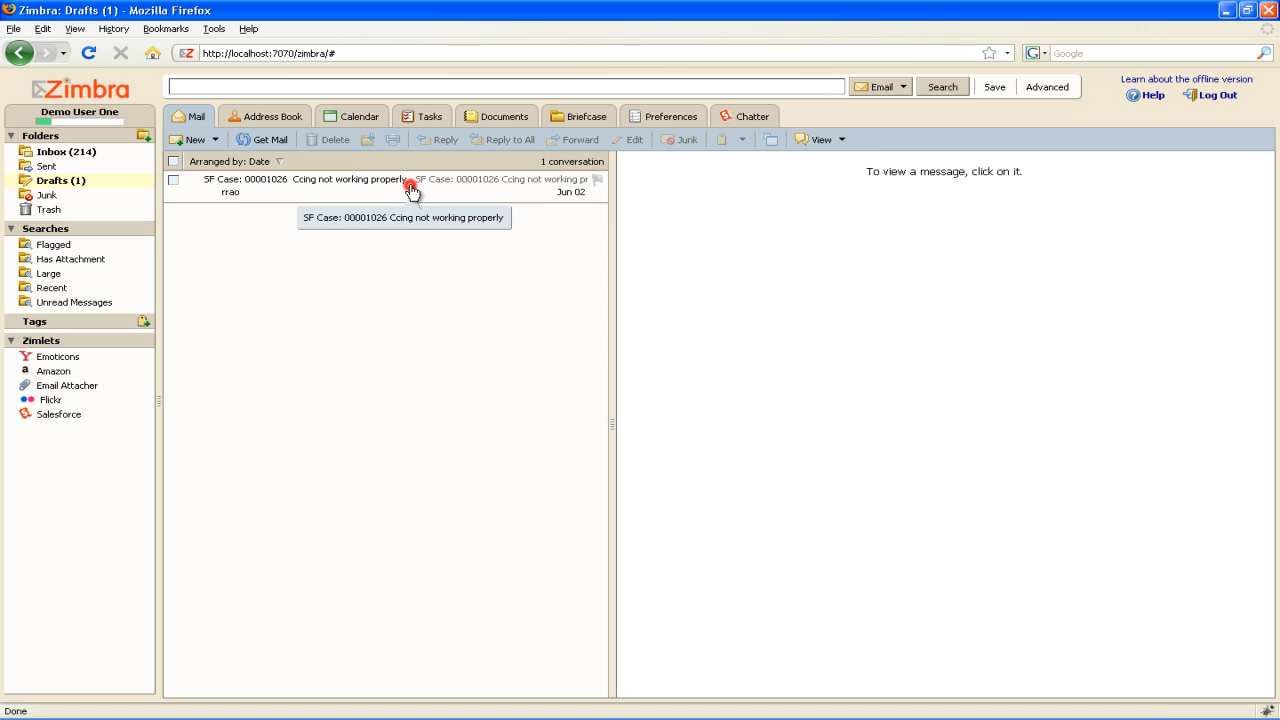 Zimbra: Drafts (1) - Mozilla Firefox
File Edit View History Bookmarks Tools Help
http://localhost:7070/zimbra/#
Google
Zimbra
Email
Search
Save
Advanced
Learn about the offline version
Help
Log Out
Demo User One
Mail
Address Book
Calendar
Tasks
Documents
Briefcase
Preferences
Chatter
Folders
New
Get Mail
Delete
Reply
Reply to All
Forward
Edit
Junk
View
Inbox (214)
Sent
Drafts (1)
Junk
Trash
Searches
Flagged
Has Attachment
Large
Recent
Unread Messages
Tags
Zimlets
Emoticons
Amazon
Email Attacher
Flickr
Salesforce
Arranged by: Date
1 conversation
SF Case: 00001026 Ccing not working properly - SF Case: 00001026 Ccing not working pr
rrao
Jun 02
SF Case: 00001026 Ccing not working properly
To view a message, click on it.
Done